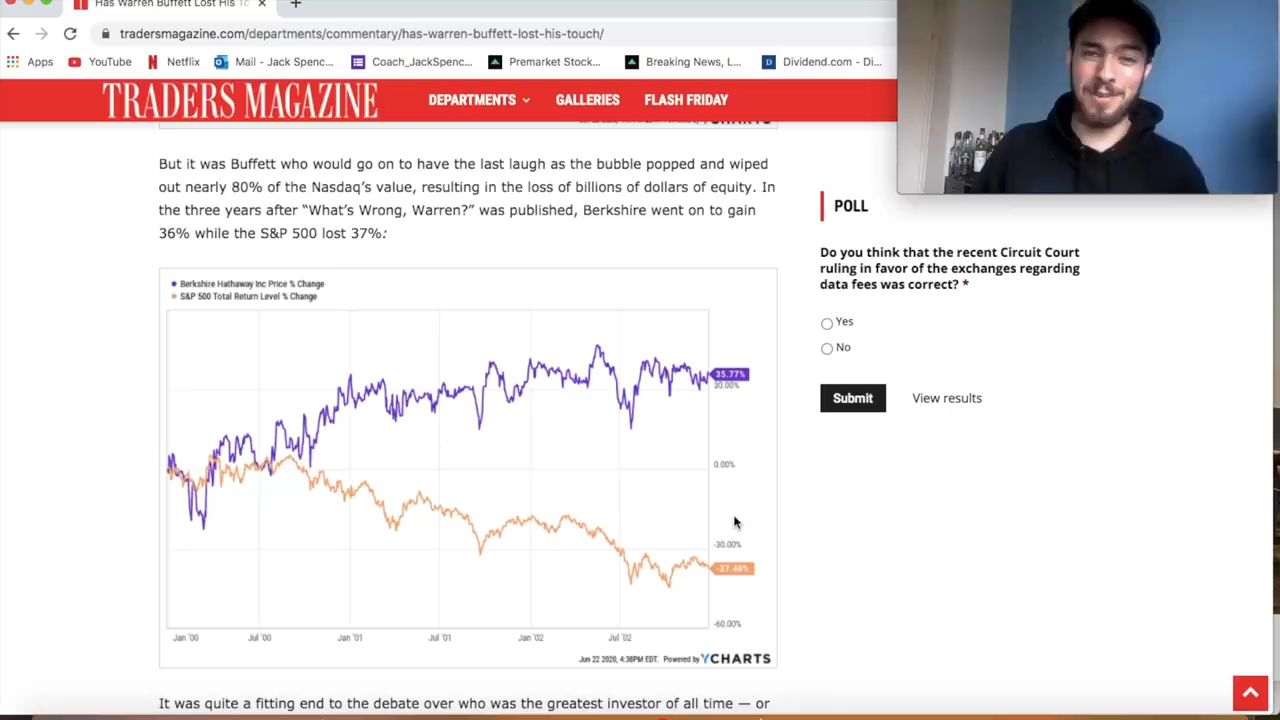 Has Warren Buffett Lost His To
tradersmagazine.com/departments/commentary/has-warren-buffett-lost-his-touch/
Apps
YouTube
Netflix
Mail - Jack Spenc...
Coach_JackSpenc...
Premarket Stock...
Breaking News, L...
Dividend.com - Di...
TRADERS MAGAZINE
DEPARTMENTS
GALLERIES
FLASH FRIDAY
But it was Buffett who would go on to have the last laugh as the bubble popped and wiped
out nearly 80% of the Nasdaq's value, resulting in the loss of billions of dollars of equity. In
the three years after “What's Wrong, Warren?” was published, Berkshire went on to gain
36% while the S&P 500 lost 37%:
Berkshire Hathaway Inc Price % Change
S&P 500 Total Return Level % Change
35.77%
30.00%
0.00%
-30.00%
-37.40%
-60.00%
Jan '00
Jul '00
Jan '01
Jul '01
Jan '02
Jul '02
Jun 22 2020, 4:38PM EDT. Powered by YCHARTS
It was quite a fitting end to the debate over who was the greatest investor of all time — or
POLL
Do you think that the recent Circuit Court
ruling in favor of the exchanges regarding
data fees was correct? *
Yes
No
Submit
View results